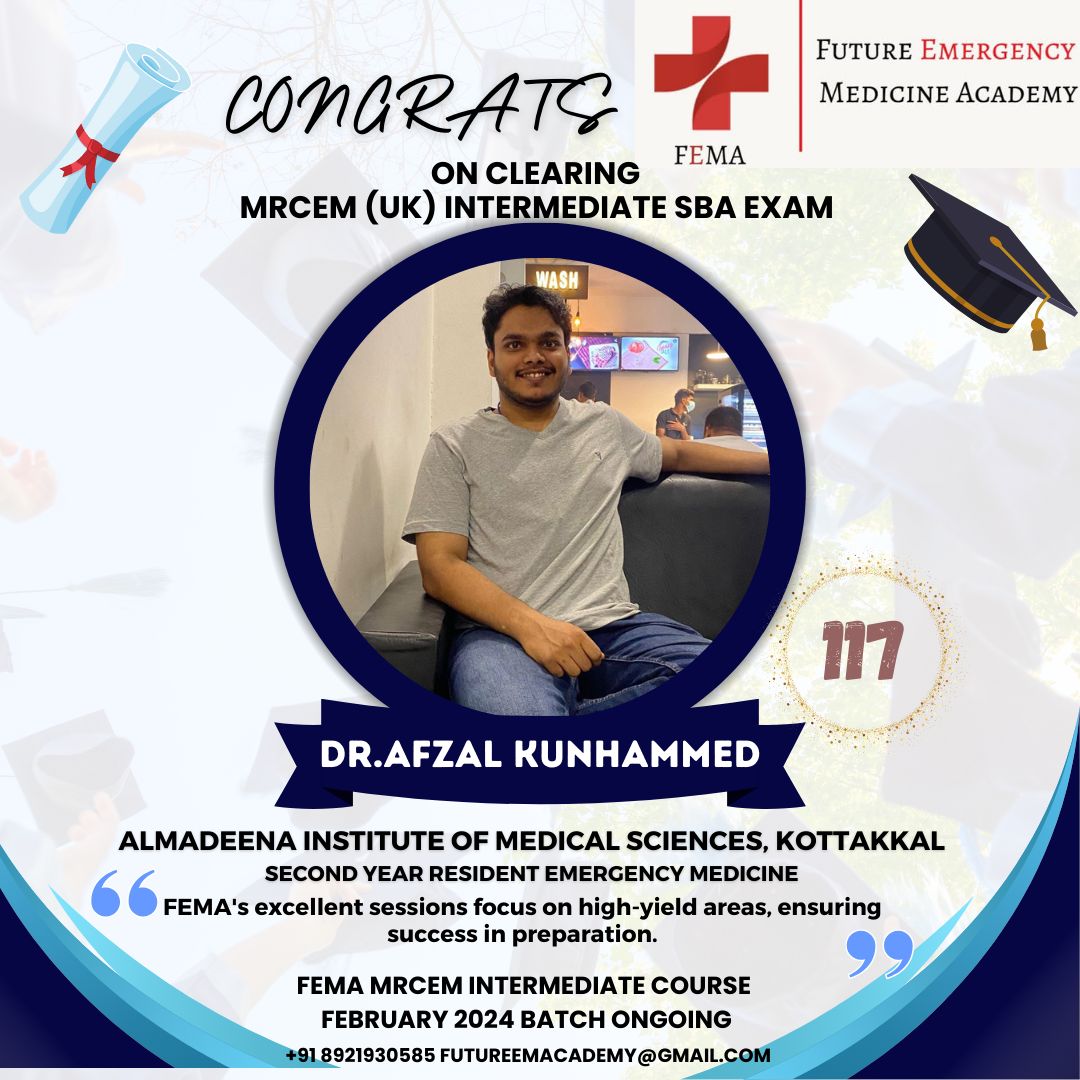 CONGRATS
FEMA
FUTURE EMERGENCY
MEDICINE ACADEMY
ON CLEARING
MRCEM (UK) INTERMEDIATE SBA EXAM
WASH
117
DR.AFZAL KUNHAMMED
ALMADEENA INSTITUTE OF MEDICAL SCIENCES, KOTTAKKAL
SECOND YEAR RESIDENT EMERGENCY MEDICINE
“ FEMA's excellent sessions focus on high-yield areas, ensuring
success in preparation. ”
FEMA MRCEM INTERMEDIATE COURSE
FEBRUARY 2024 BATCH ONGOING
+91 8921930585 FUTUREEMACADEMY@GMAIL.COM